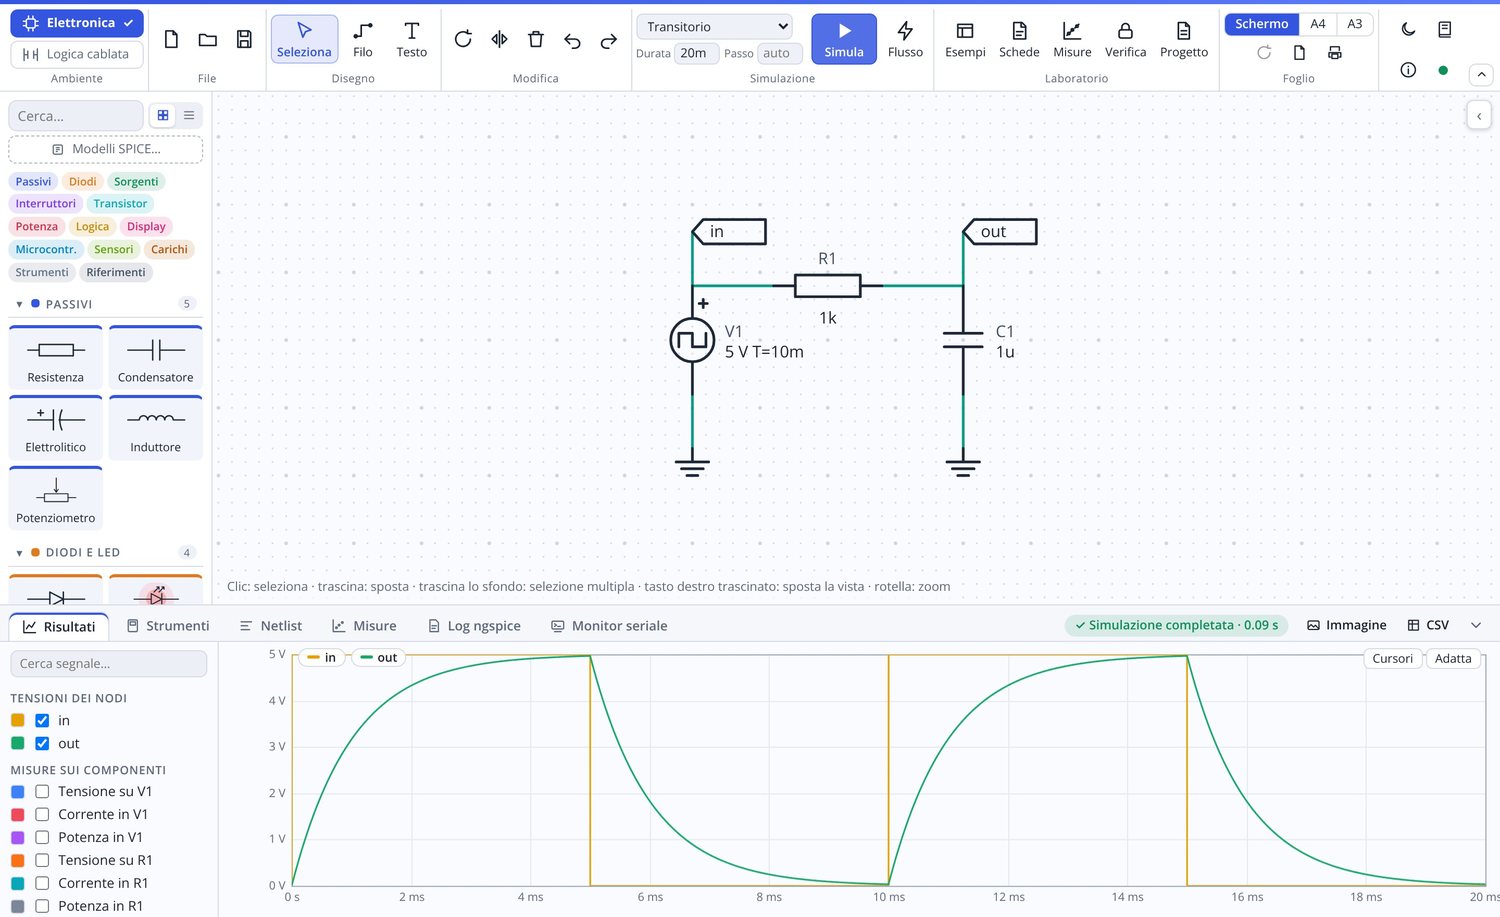 Elettronica
Logica cablata
Ambiente
File
Seleziona
Filo
Testo
Disegno
Modifica
Transitorio
Durata 20m Passo auto
Simula
Flusso
Simulazione
Esempi
Schede
Misure
Verifica
Progetto
Laboratorio
Schermo A4 A3
Foglio
Cerca...
Modelli SPICE...
Passivi Diodi Sorgenti
Interruttori Transistor
Potenza Logica Display
Microcontr. Sensori Carichi
Strumenti Riferimenti
PASSIVI 5
Resistenza Condensatore
Elettrolitico Induttore
Potenziometro
DIODI E LED 4
in
out
R1
1k
+
V1
5 V T=10m
C1
1u
Clic: seleziona · trascina: sposta · trascina lo sfondo: selezione multipla · tasto destro trascinato: sposta la vista · rotella: zoom
Risultati Strumenti Netlist Misure Log ngspice Monitor seriale
Simulazione completata · 0.09 s Immagine CSV
Cerca segnale...
TENSIONI DEI NODI
in
out
MISURE SUI COMPONENTI
Tensione su V1
Corrente in V1
Potenza in V1
Tensione su R1
Corrente in R1
Potenza in R1
in out
Cursori Adatta
5 V
4 V
3 V
2 V
1 V
0 V
0 s 2 ms 4 ms 6 ms 8 ms 10 ms 12 ms 14 ms 16 ms 18 ms 20 ms